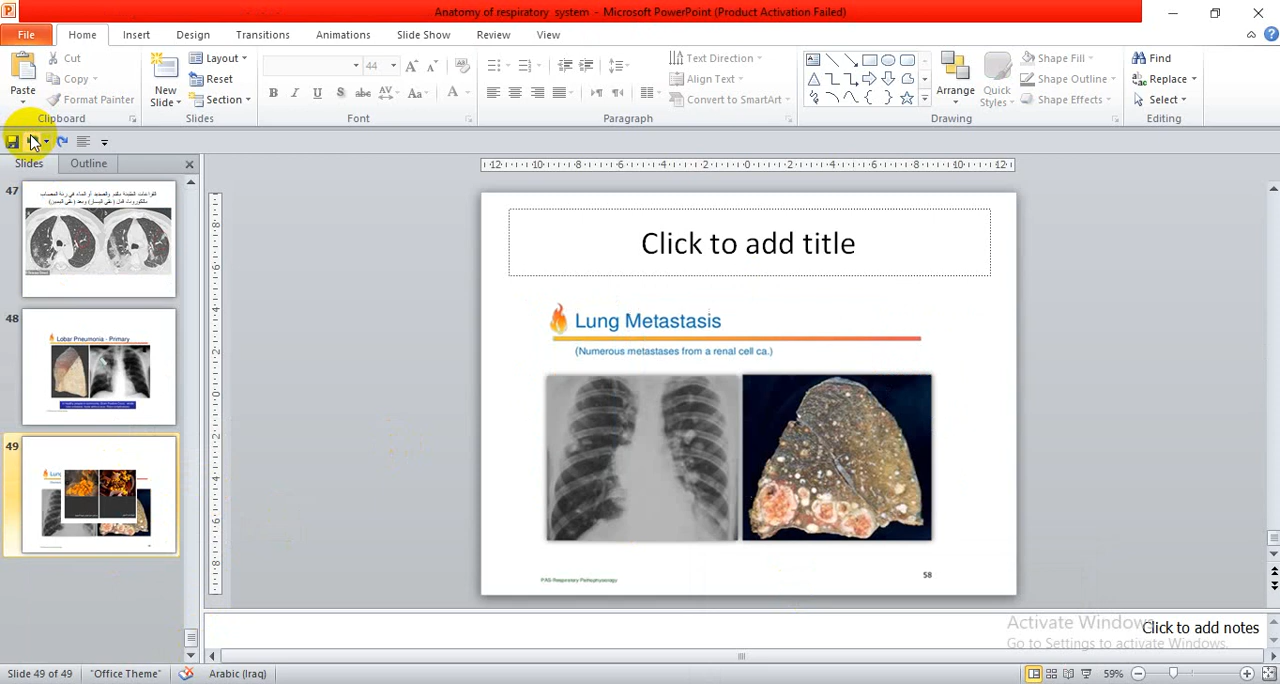 Anatomy of respiratory system - Microsoft PowerPoint (Product Activation Failed)
File Home Insert Design Transitions Animations Slide Show Review View
Paste
Cut
Copy
Format Painter
Clipboard
New Slide
Layout
Reset
Section
Slides
44
Font
Text Direction
Align Text
Convert to SmartArt
Paragraph
Arrange
Quick Styles
Shape Fill
Shape Outline
Shape Effects
Drawing
Find
Replace
Select
Editing
Slides Outline
47
48
Lobar Pneumonia - Primary
49
Click to add title
Lung Metastasis
(Numerous metastases from a renal cell ca.)
58
Activate Windows
Go to Settings to activate Windows.
Click to add notes
Slide 49 of 49 "Office Theme" Arabic (Iraq) 59%